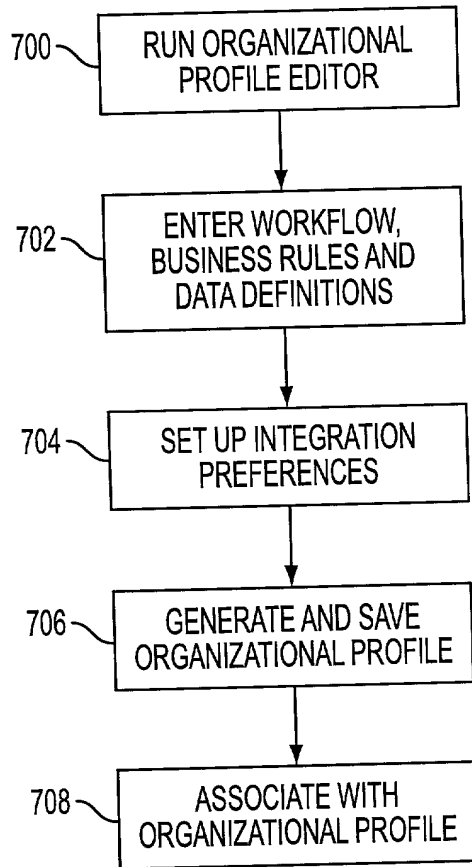 700
RUN ORGANIZATIONAL
PROFILE EDITOR
702
ENTER WORKFLOW,
BUSINESS RULES AND
DATA DEFINITIONS
704
SET UP INTEGRATION
PREFERENCES
706
GENERATE AND SAVE
ORGANIZATIONAL PROFILE
708
ASSOCIATE WITH
ORGANIZATIONAL PROFILE